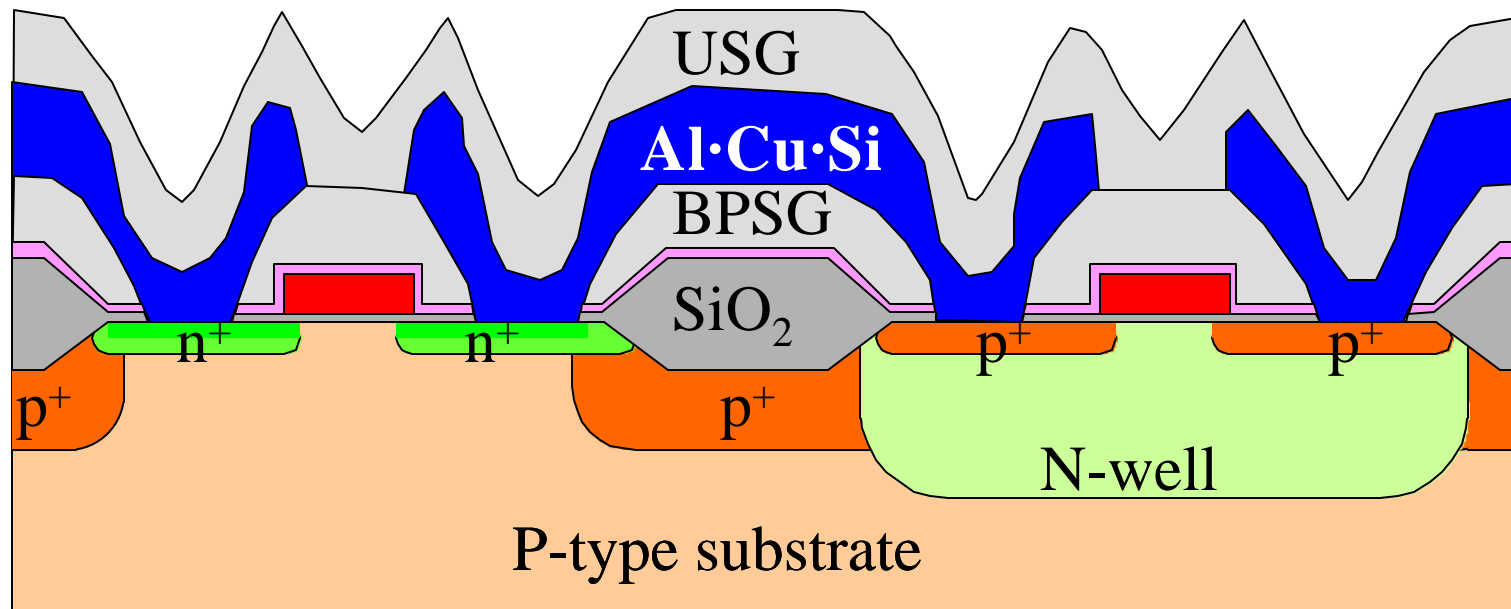 USG
Al·Cu·Si
BPSG
SiO₂
n⁺ n⁺ p⁺ p⁺
p⁺ p⁺
N-well
P-type substrate